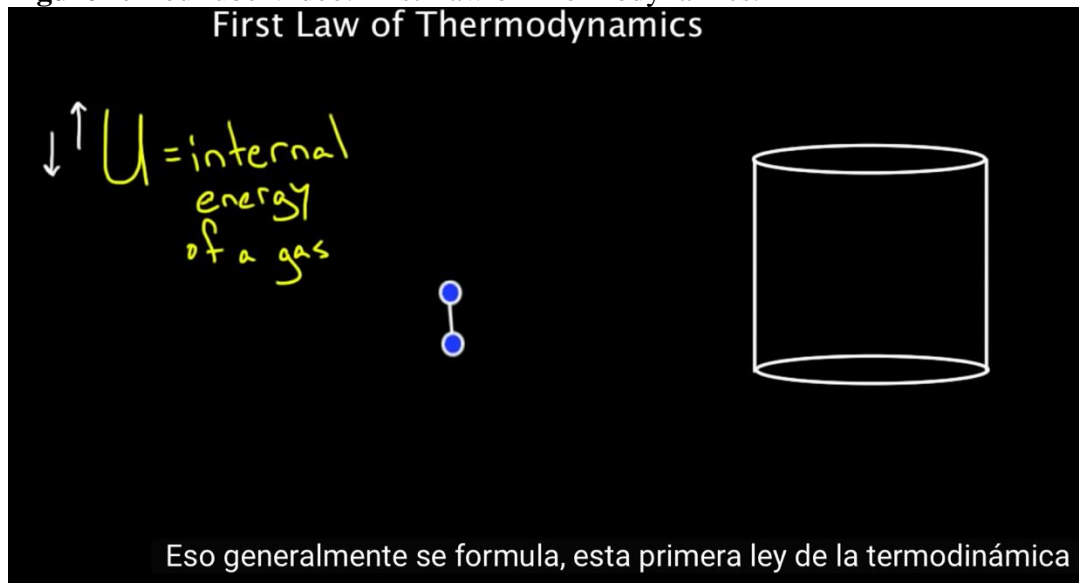 First Law of Thermodynamics
↓↑ U = internal
energy
of a gas
Eso generalmente se formula, esta primera ley de la termodinámica